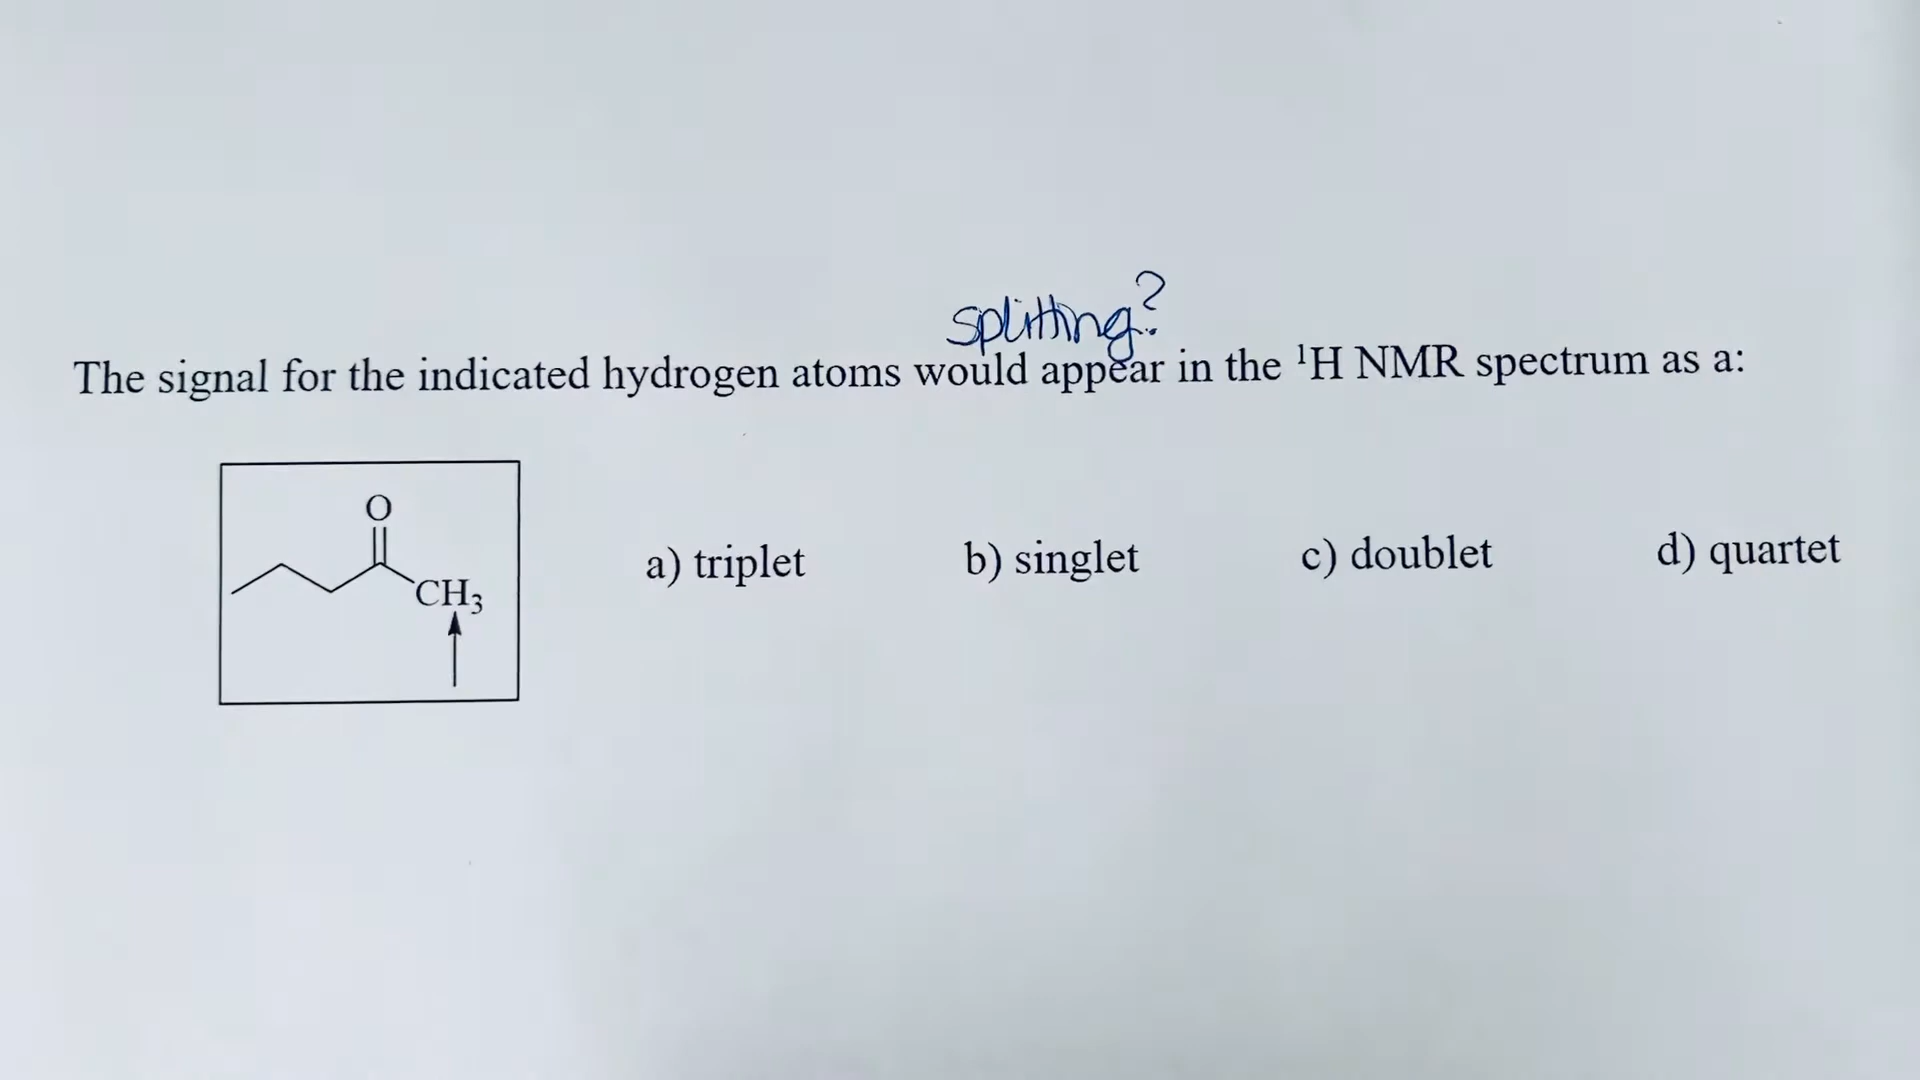 splitting?
The signal for the indicated hydrogen atoms would appear in the ¹H NMR spectrum as a:
O
CH₃
a) triplet b) singlet c) doublet d) quartet